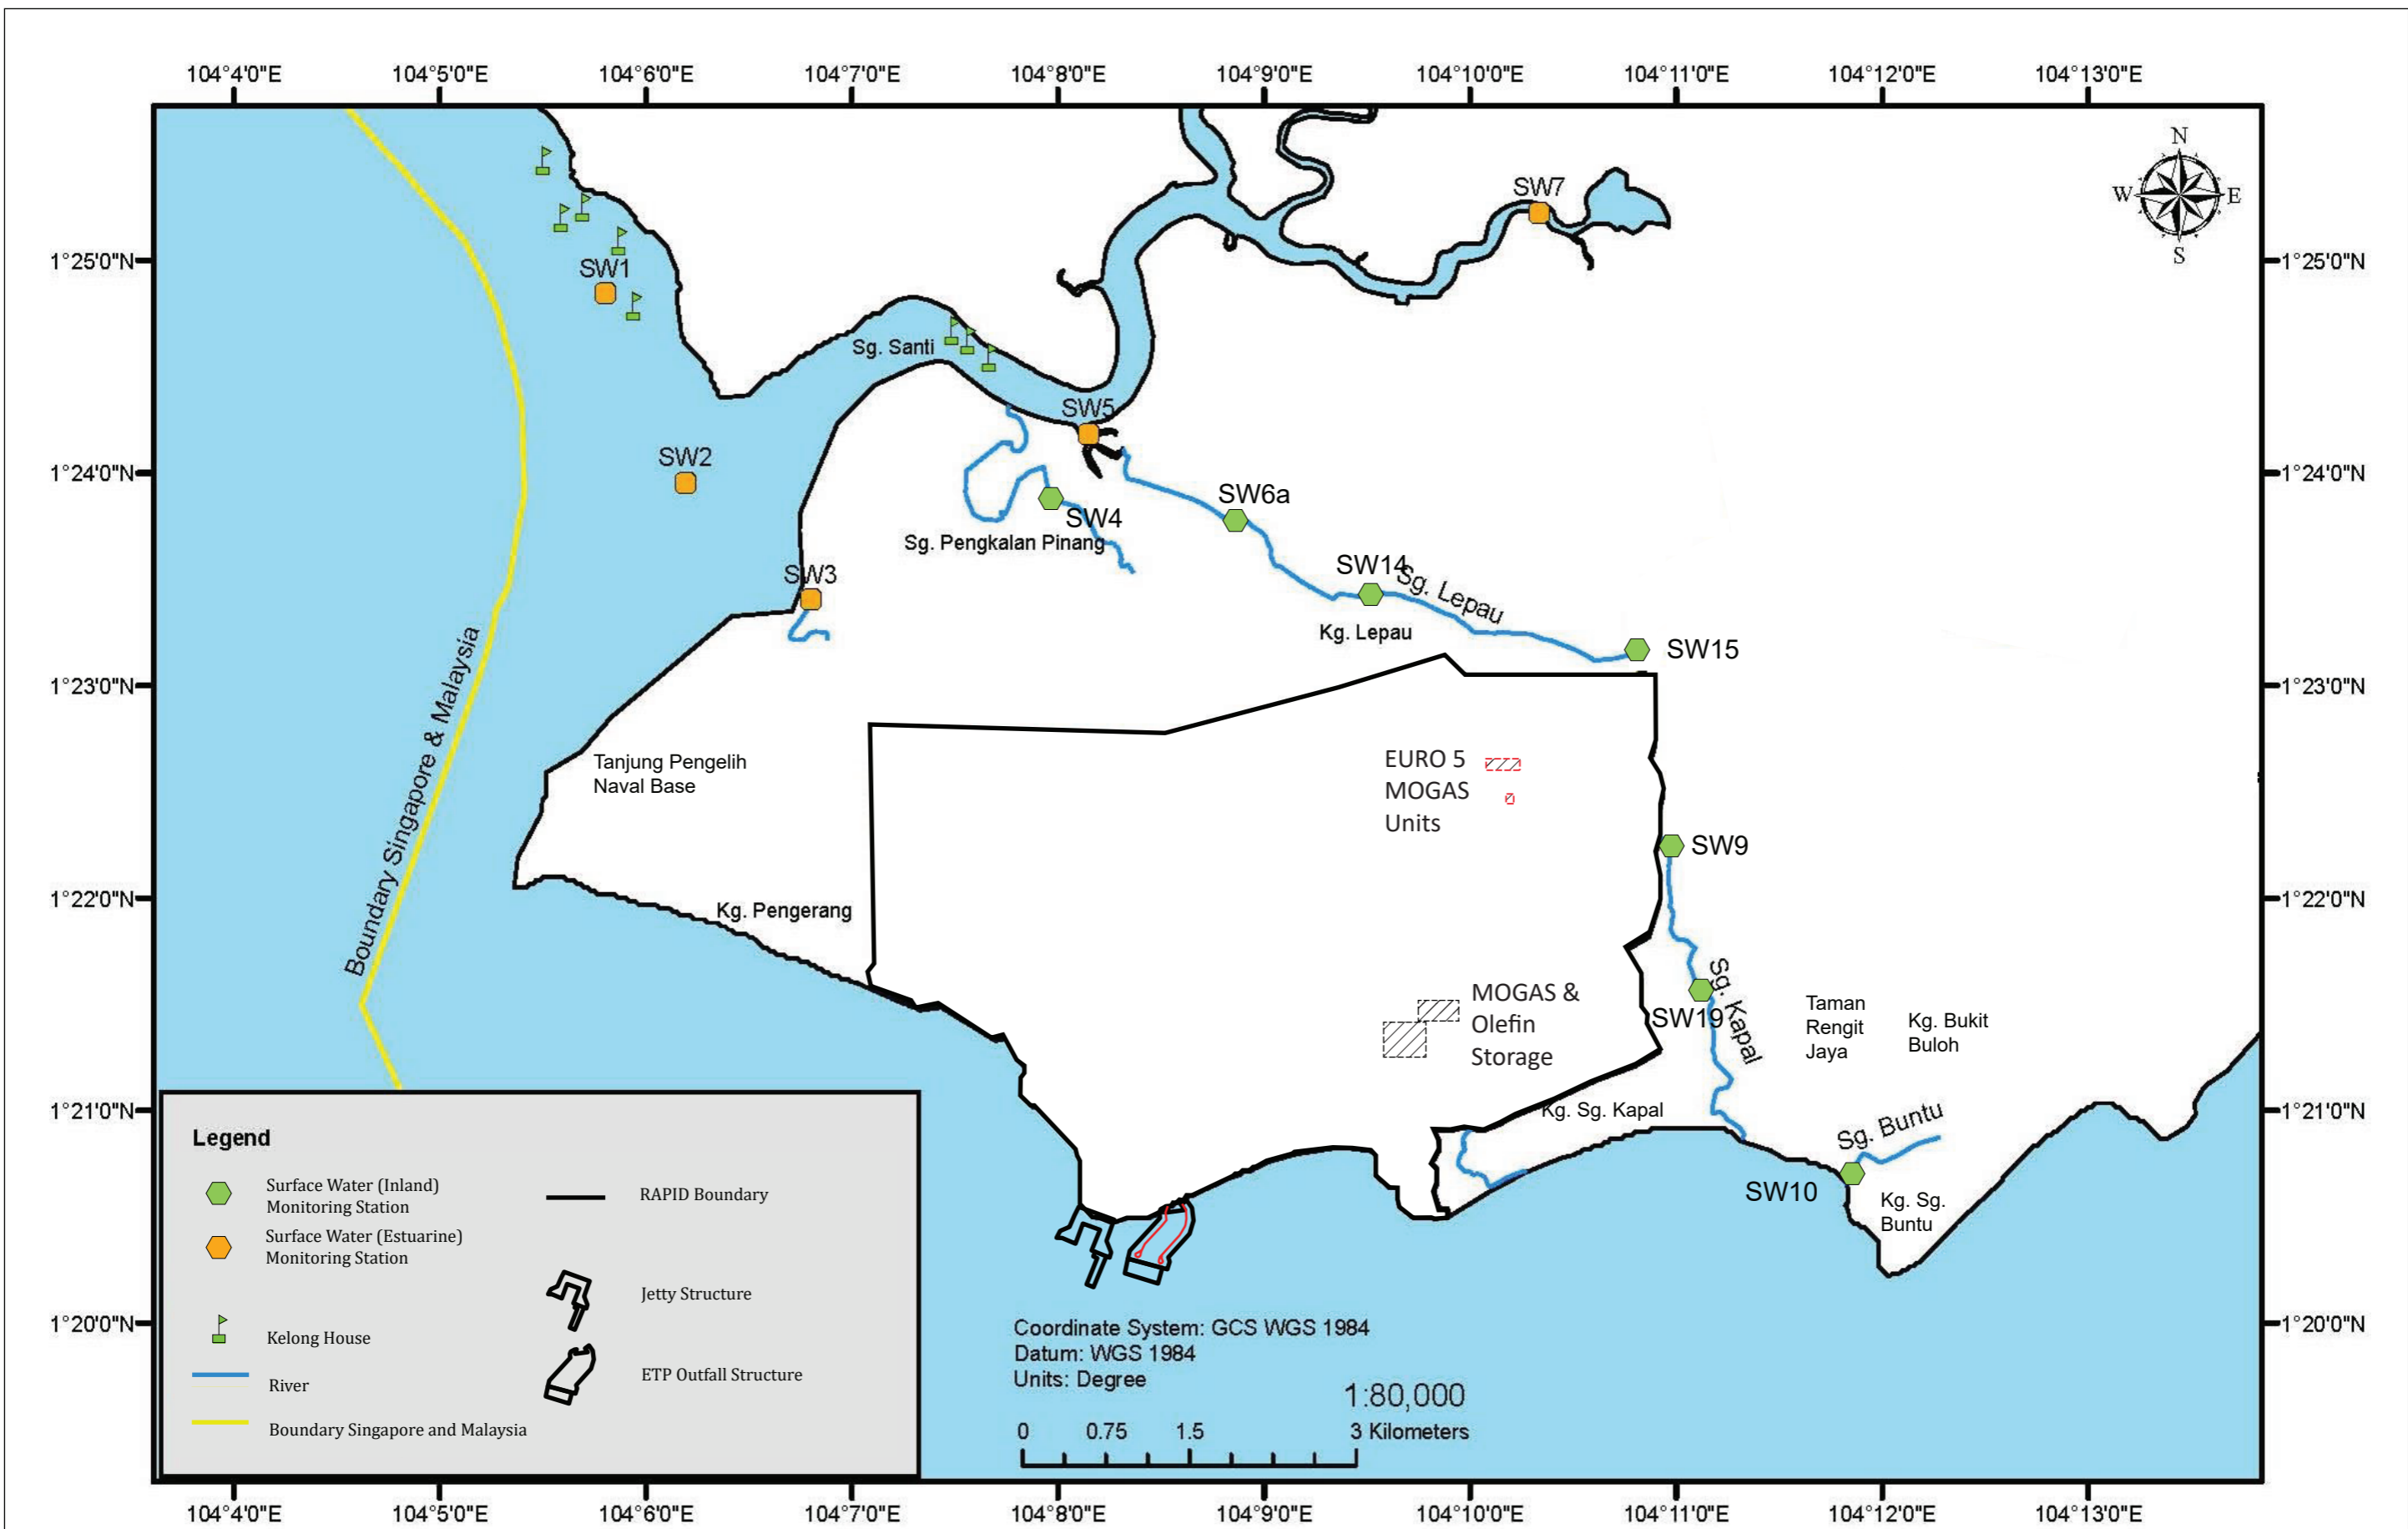 104°4'0"E 104°5'0"E 104°6'0"E 104°7'0"E 104°8'0"E 104°9'0"E 104°10'0"E 104°11'0"E 104°12'0"E 104°13'0"E
N
W E
S
SW7
1°25'0"N 1°25'0"N
SW1
Sg. Santi
SW5
SW2
1°24'0"N 1°24'0"N
SW6a
SW4
Sg. Pengkalan Pinang
SW14
SW3
Sg. Lepau
Kg. Lepau
SW15
1°23'0"N 1°23'0"N
Boundary Singapore & Malaysia
Tanjung Pengelih
Naval Base
EURO 5
MOGAS
Units
SW9
1°22'0"N 1°22'0"N
Kg. Pengerang
MOGAS &
Olefin
Storage
SW19
Sg. Kapal
Taman
Rengit
Jaya
Kg. Bukit
Buloh
1°21'0"N 1°21'0"N
Kg. Sg. Kapal
Sg. Buntu
SW10
Kg. Sg.
Buntu
Legend
Surface Water (Inland)
Monitoring Station
Surface Water (Estuarine)
Monitoring Station
Kelong House
River
Boundary Singapore and Malaysia
RAPID Boundary
Jetty Structure
ETP Outfall Structure
1°20'0"N 1°20'0"N
Coordinate System: GCS WGS 1984
Datum: WGS 1984
Units: Degree
1:80,000
0 0.75 1.5 3 Kilometers
104°4'0"E 104°5'0"E 104°6'0"E 104°7'0"E 104°8'0"E 104°9'0"E 104°10'0"E 104°11'0"E 104°12'0"E 104°13'0"E